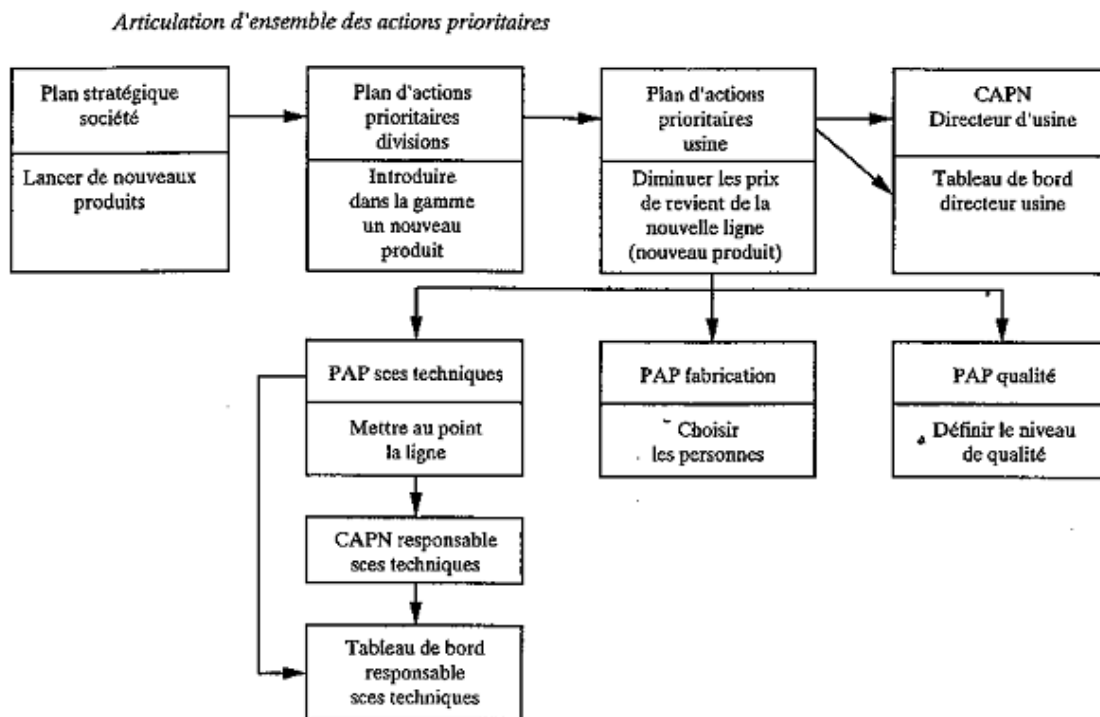 Articulation d'ensemble des actions prioritaires
Plan stratégique
société
Lancer de nouveaux
produits
Plan d'actions
prioritaires
divisions
Introduire
dans la gamme
un nouveau
produit
Plan d'actions
prioritaires
usine
Diminuer les prix
de revient de la
nouvelle ligne
(nouveau produit)
CAPN
Directeur d'usine
Tableau de bord
directeur usine
PAP sces techniques
Mettre au point
la ligne
PAP fabrication
Choisir
les personnes
PAP qualité
Définir le niveau
de qualité
CAPN responsable
sces techniques
Tableau de bord
responsable
sces techniques